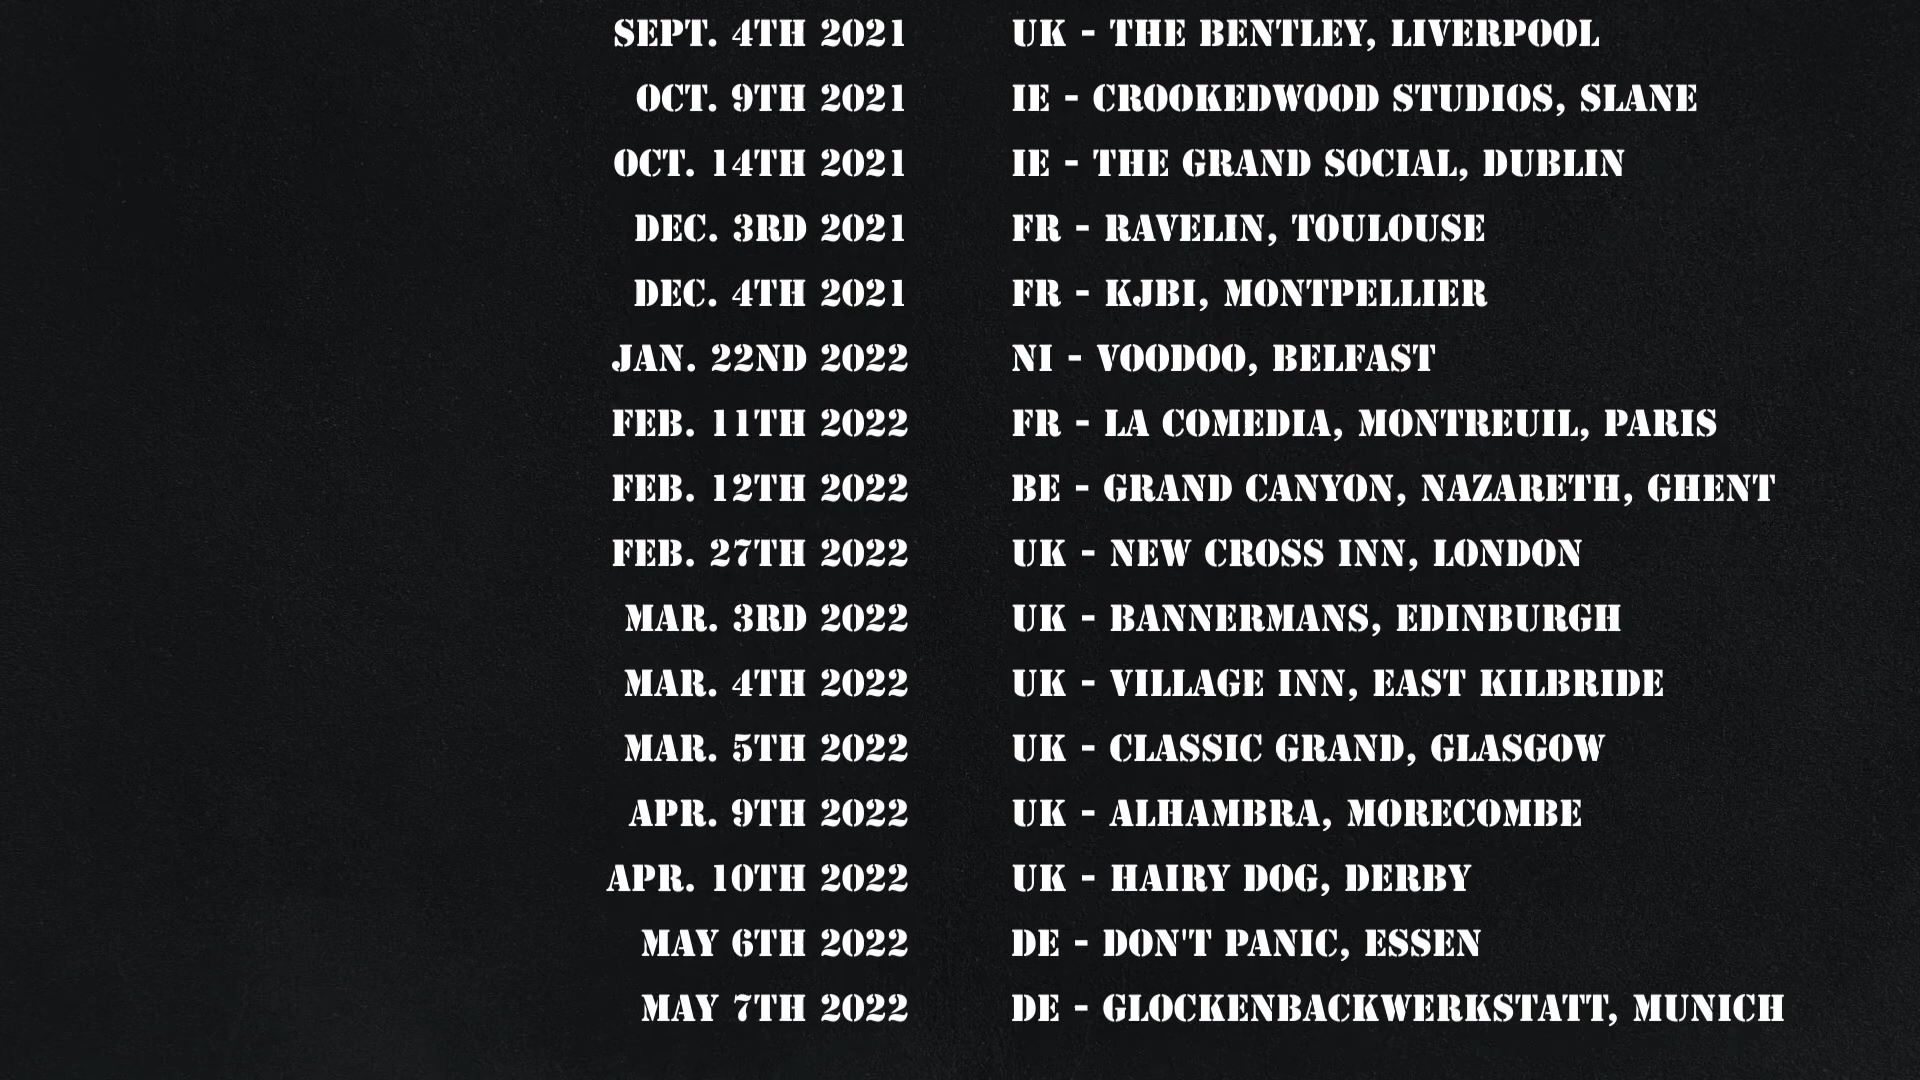 SEPT. 4TH 2021 UK - THE BENTLEY, LIVERPOOL
OCT. 9TH 2021 IE - CROOKEDWOOD STUDIOS, SLANE
OCT. 14TH 2021 IE - THE GRAND SOCIAL, DUBLIN
DEC. 3RD 2021 FR - RAVELIN, TOULOUSE
DEC. 4TH 2021 FR - KJBI, MONTPELLIER
JAN. 22ND 2022 NI - VOODOO, BELFAST
FEB. 11TH 2022 FR - LA COMEDIA, MONTREUIL, PARIS
FEB. 12TH 2022 BE - GRAND CANYON, NAZARETH, GHENT
FEB. 27TH 2022 UK - NEW CROSS INN, LONDON
MAR. 3RD 2022 UK - BANNERMANS, EDINBURGH
MAR. 4TH 2022 UK - VILLAGE INN, EAST KILBRIDE
MAR. 5TH 2022 UK - CLASSIC GRAND, GLASGOW
APR. 9TH 2022 UK - ALHAMBRA, MORECOMBE
APR. 10TH 2022 UK - HAIRY DOG, DERBY
MAY 6TH 2022 DE - DON'T PANIC, ESSEN
MAY 7TH 2022 DE - GLOCKENBACKWERKSTATT, MUNICH